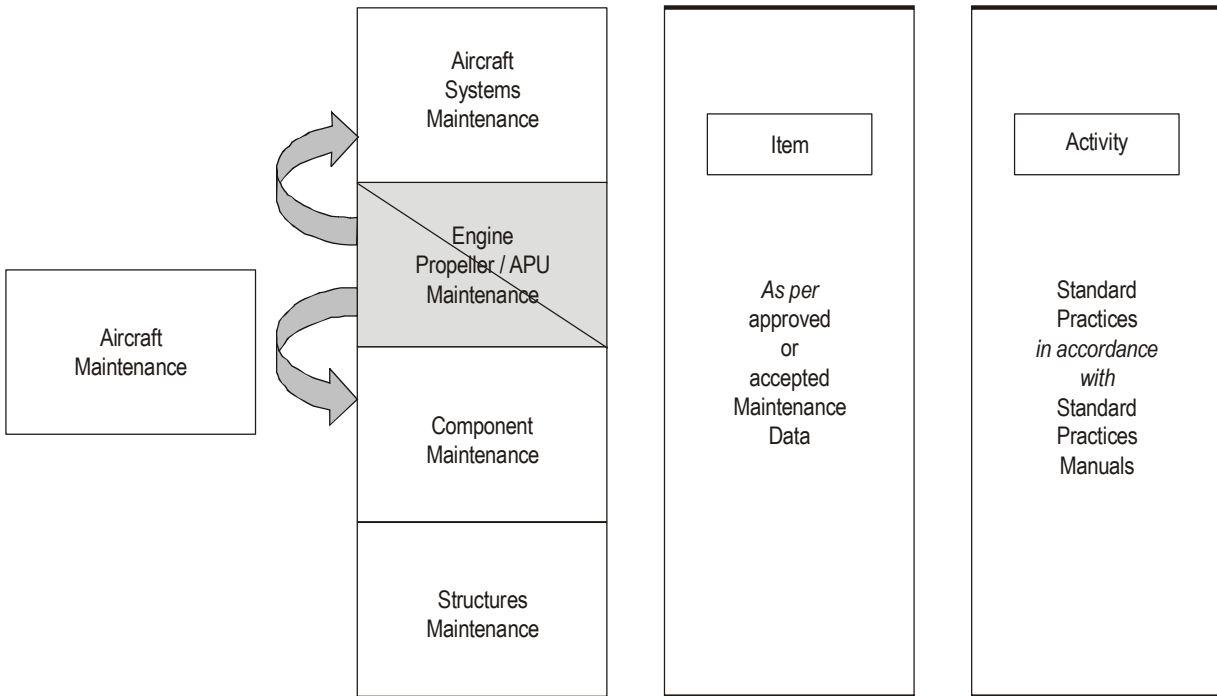 Aircraft
Maintenance
Aircraft
Systems
Maintenance
Engine
Propeller / APU
Maintenance
Component
Maintenance
Structures
Maintenance
Item
As per
approved
or
accepted
Maintenance
Data
Activity
Standard
Practices
in accordance
with
Standard
Practices
Manuals